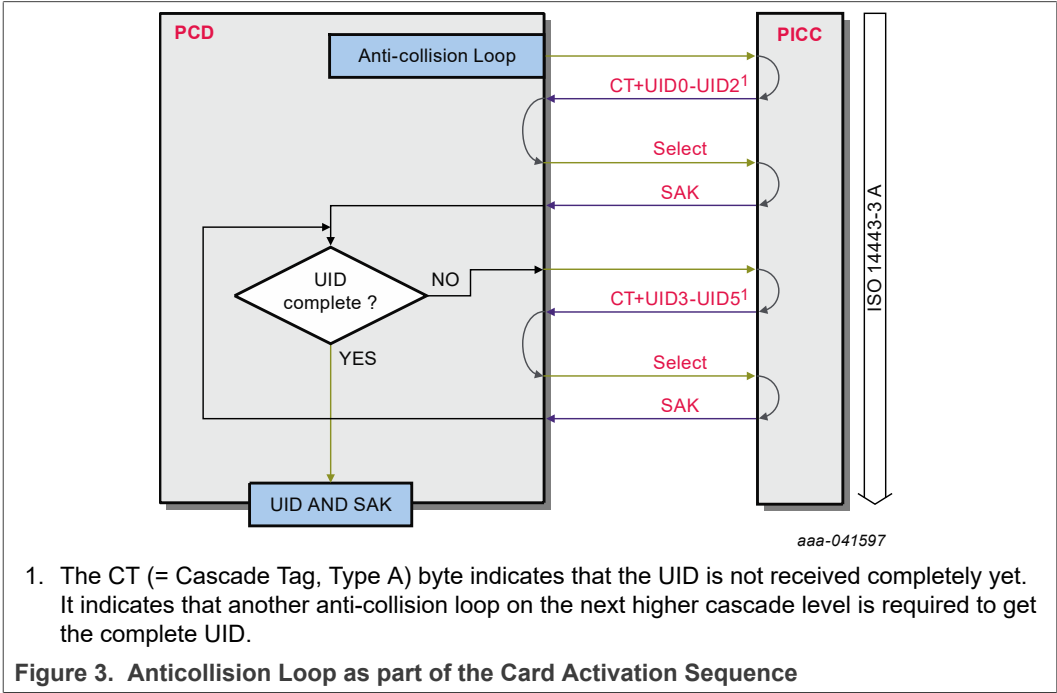 PCD
PICC
Anti-collision Loop
CT+UID0-UID2¹
Select
SAK
UID
complete ?
NO
CT+UID3-UID5¹
YES
Select
SAK
UID AND SAK
ISO 14443-3 A
aaa-041597
1. The CT (= Cascade Tag, Type A) byte indicates that the UID is not received completely yet.
It indicates that another anti-collision loop on the next higher cascade level is required to get
the complete UID.
Figure 3. Anticollision Loop as part of the Card Activation Sequence